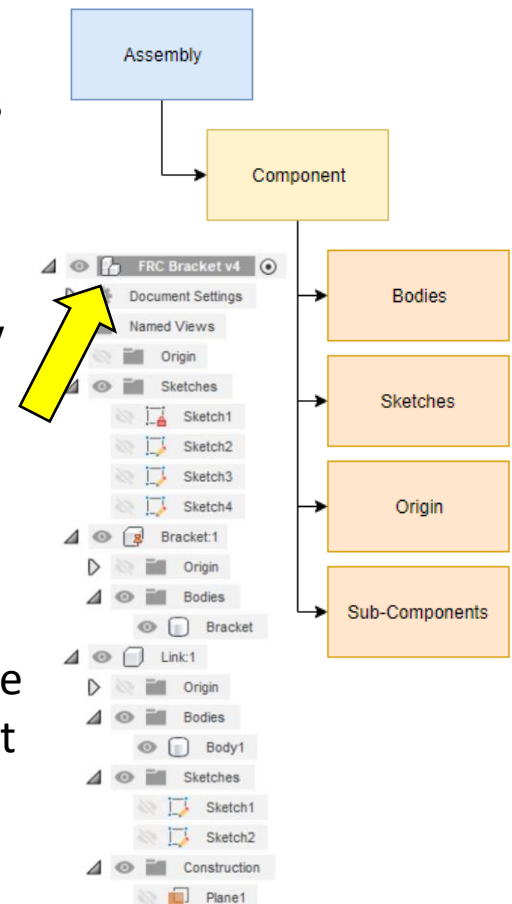 Assembly
Component
FRC Bracket v4
Document Settings
Bodies
Named Views
Origin
Sketches
Sketches
Sketch1
Sketch2
Sketch3
Sketch4
Origin
Bracket:1
Origin
Bodies
Bracket
Sub-Components
Link:1
Origin
Bodies
Body1
Sketches
Sketch1
Sketch2
Construction
Plane1